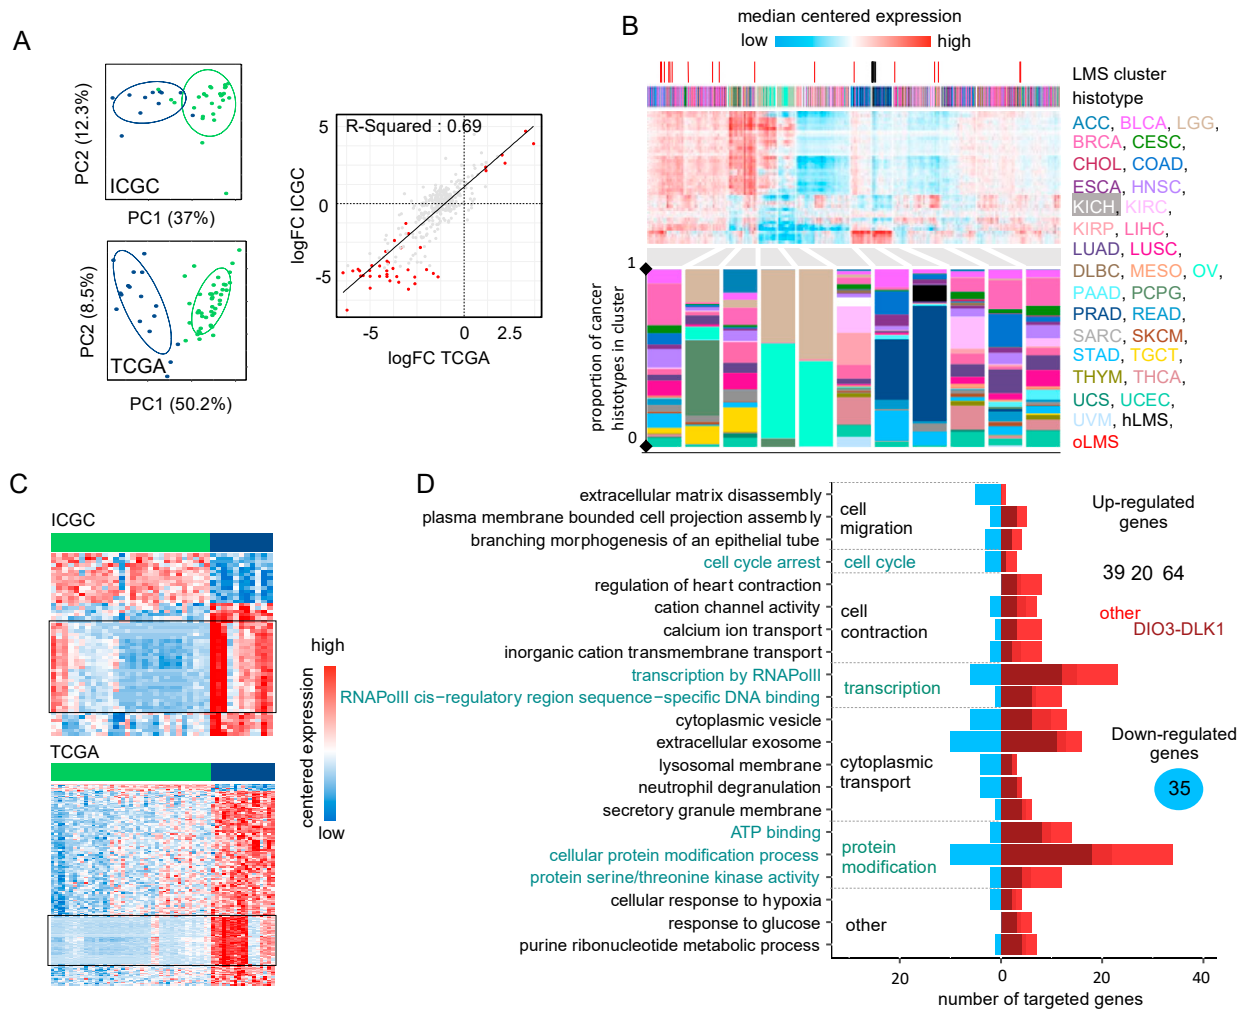 A
PC2 (12.3%)
ICGC
PC1 (37%)
PC2 (8.5%)
TCGA
PC1 (50.2%)
R-Squared : 0.69
logFC ICGC
5
0
-5
-5
0
2.5
logFC TCGA
B
median centered expression
low
high
LMS cluster
histotype
ACC, BLCA, LGG,
BRCA, CESC,
CHOL, COAD,
ESCA, HNSC,
KICH, KIRC,
KIRP, LIHC,
LUAD, LUSC,
DLBC, MESO, OV,
PAAD, PCPG,
PRAD, READ,
SARC, SKCM,
STAD, TGCT,
THYM, THCA,
UCS, UCEC,
UVM, hLMS,
oLMS
proportion of cancer
histotypes in cluster
1
0
C
ICGC
TCGA
high
centered expression
low
D
extracellular matrix disassembly
plasma membrane bounded cell projection assembly
branching morphogenesis of an epithelial tube
cell cycle arrest
regulation of heart contraction
cation channel activity
calcium ion transport
inorganic cation transmembrane transport
transcription by RNAPolII
RNAPolII cis−regulatory region sequence−specific DNA binding
cytoplasmic vesicle
extracellular exosome
lysosomal membrane
neutrophil degranulation
secretory granule membrane
ATP binding
cellular protein modification process
protein serine/threonine kinase activity
cellular response to hypoxia
response to glucose
purine ribonucleotide metabolic process
cell
migration
cell cycle
cell
contraction
transcription
cytoplasmic
transport
protein
modification
other
20
0
20
40
number of targeted genes
Up-regulated
genes
39 20 64
other
DIO3-DLK1
Down-regulated
genes
35